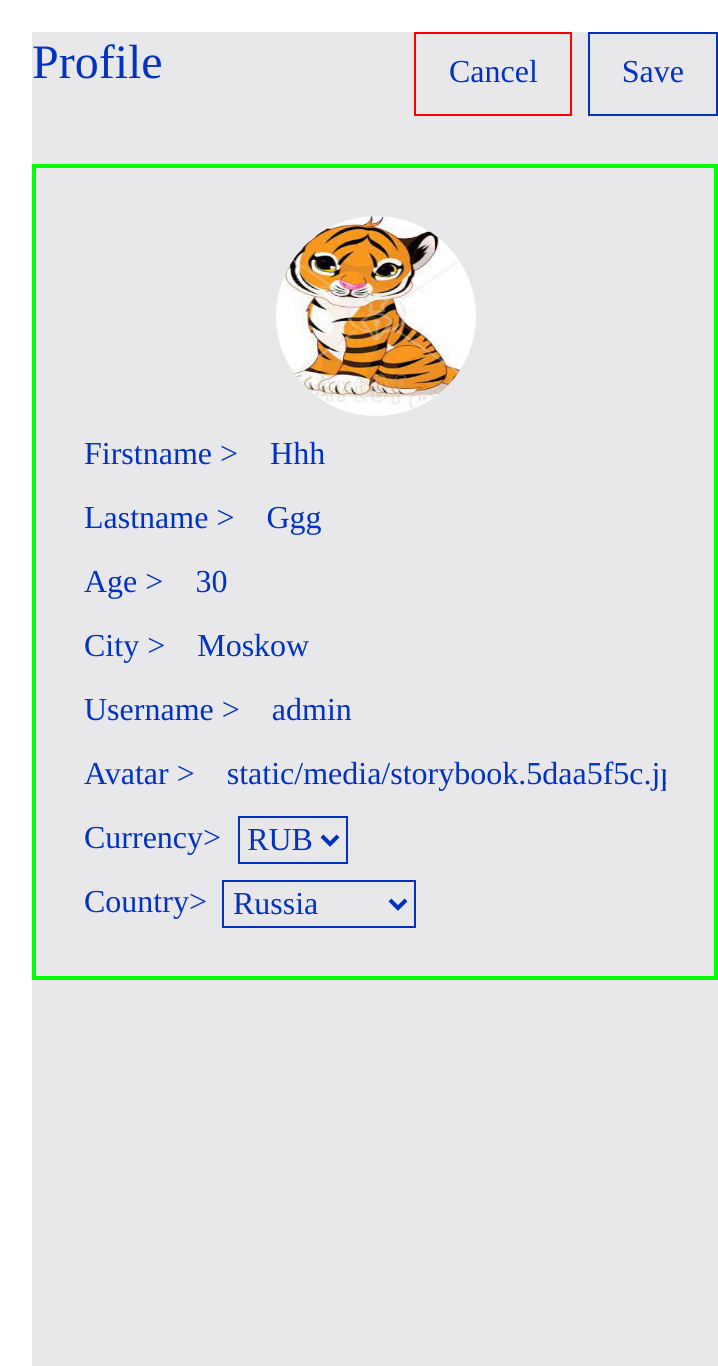 Profile
Cancel
Save
Firstname > Hhh
Lastname > Ggg
Age > 30
City > Moskow
Username > admin
Avatar > static/media/storybook.5daa5f5c.j
Currency> RUB
Country> Russia